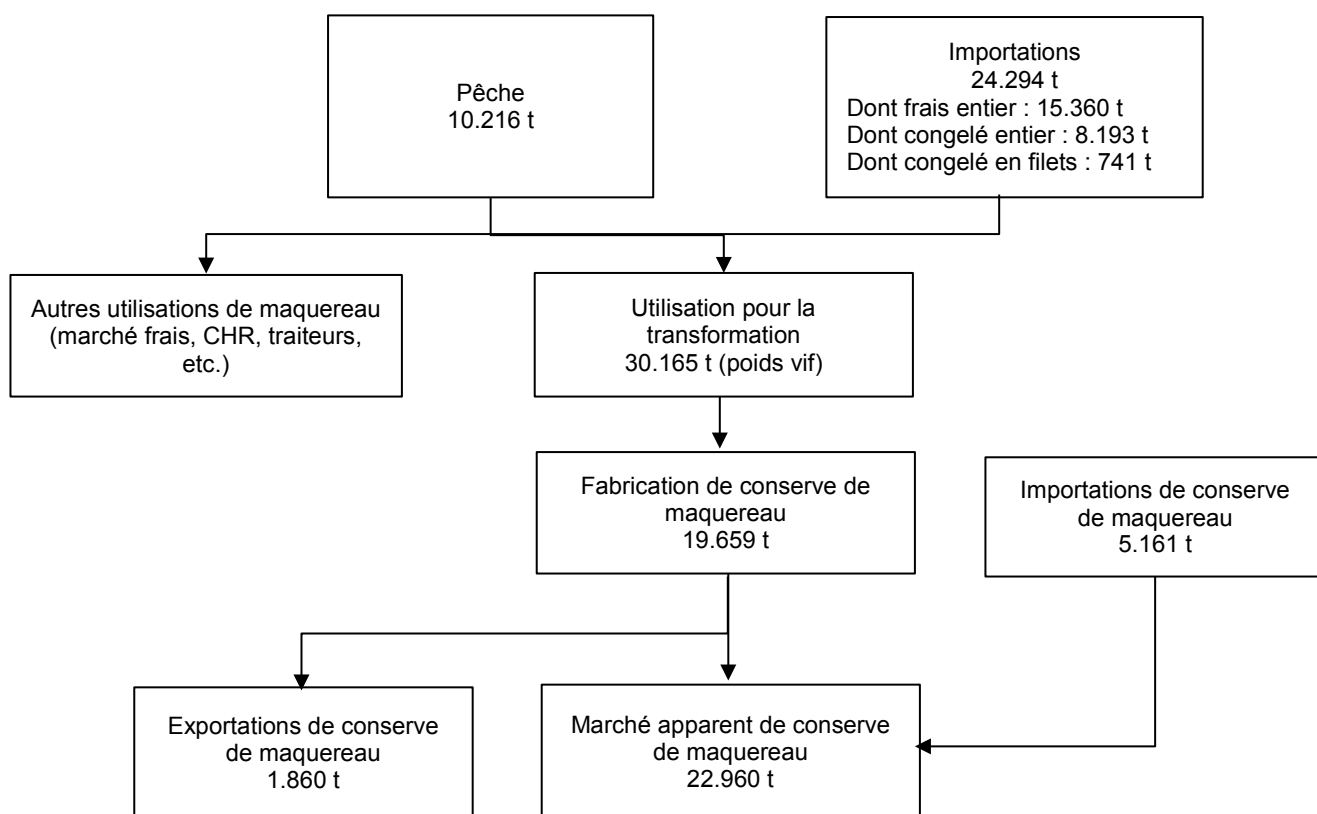 Pêche
10.216 t
Importations
24.294 t
Dont frais entier : 15.360 t
Dont congelé entier : 8.193 t
Dont congelé en filets : 741 t
Autres utilisations de maquereau
(marché frais, CHR, traiteurs,
etc.)
Utilisation pour la
transformation
30.165 t (poids vif)
Fabrication de conserve de
maquereau
19.659 t
Importations de conserve
de maquereau
5.161 t
Exportations de conserve
de maquereau
1.860 t
Marché apparent de conserve
de maquereau
22.960 t